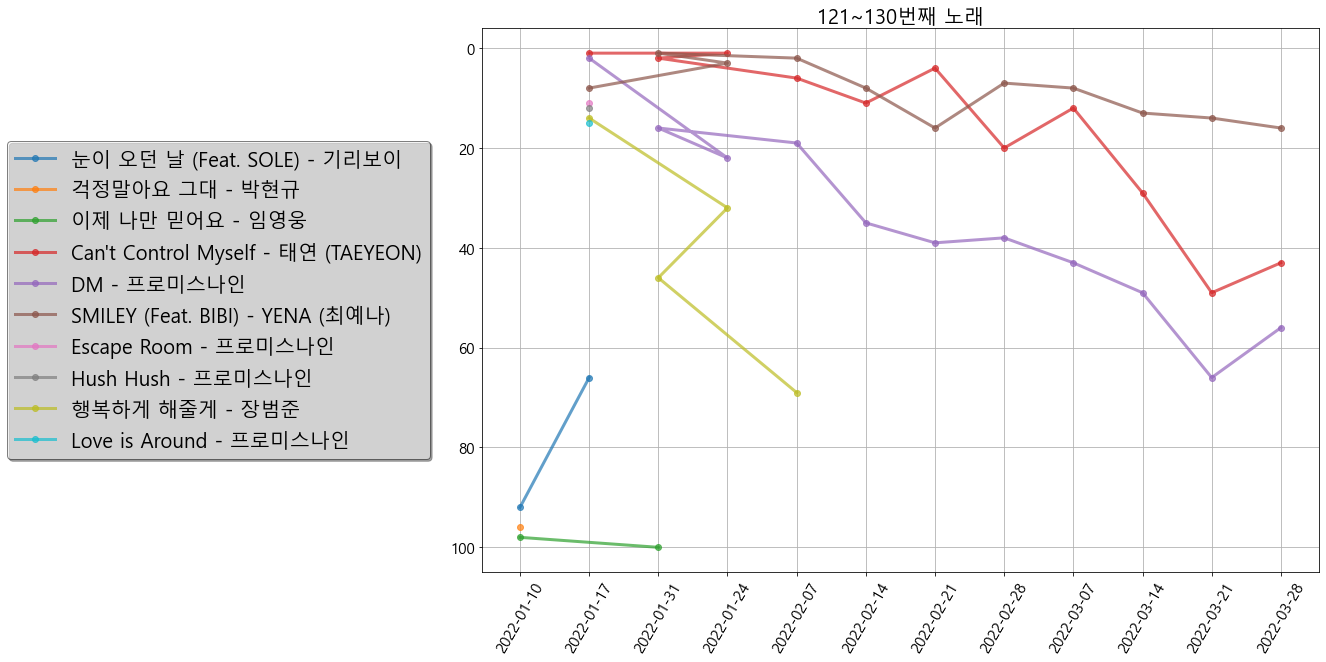 121~130번째 노래
눈이 오던 날 (Feat. SOLE) - 기리보이
걱정말아요 그대 - 박현규
이제 나만 믿어요 - 임영웅
Can't Control Myself - 태연 (TAEYEON)
DM - 프로미스나인
SMILEY (Feat. BIBI) - YENA (최예나)
Escape Room - 프로미스나인
Hush Hush - 프로미스나인
행복하게 해줄게 - 장범준
Love is Around - 프로미스나인
0
20
40
60
80
100
2022-01-10
2022-01-17
2022-01-31
2022-01-24
2022-02-07
2022-02-14
2022-02-21
2022-02-28
2022-03-07
2022-03-14
2022-03-21
2022-03-28